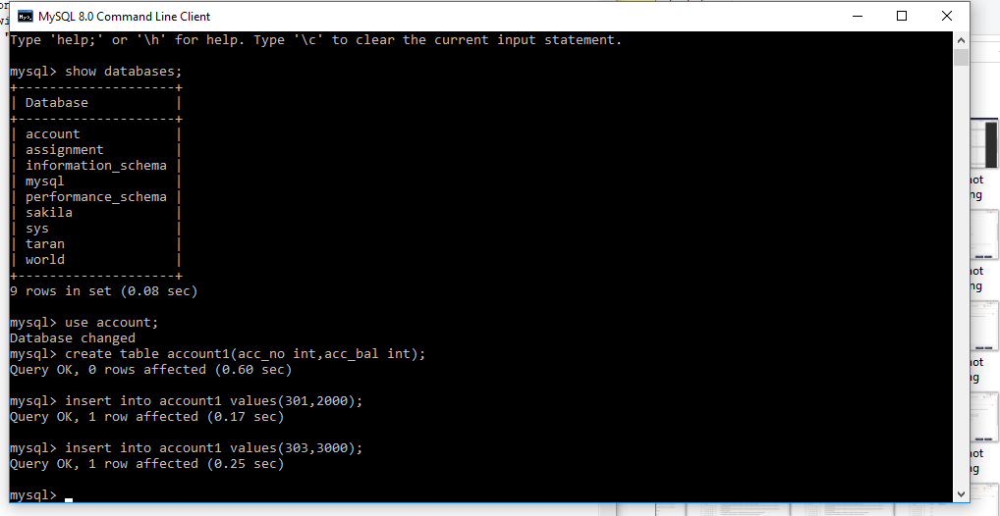 MySQL 8.0 Command Line Client
Type 'help;' or '\h' for help. Type '\c' to clear the current input statement.
mysql> show databases;
+--------------------+
| Database           |
+--------------------+
| account            |
| assignment         |
| information_schema |
| mysql              |
| performance_schema |
| sakila             |
| sys                |
| taran              |
| world              |
+--------------------+
9 rows in set (0.08 sec)
mysql> use account;
Database changed
mysql> create table account1(acc_no int,acc_bal int);
Query OK, 0 rows affected (0.60 sec)
mysql> insert into account1 values(301,2000);
Query OK, 1 row affected (0.17 sec)
mysql> insert into account1 values(303,3000);
Query OK, 1 row affected (0.25 sec)
mysql>